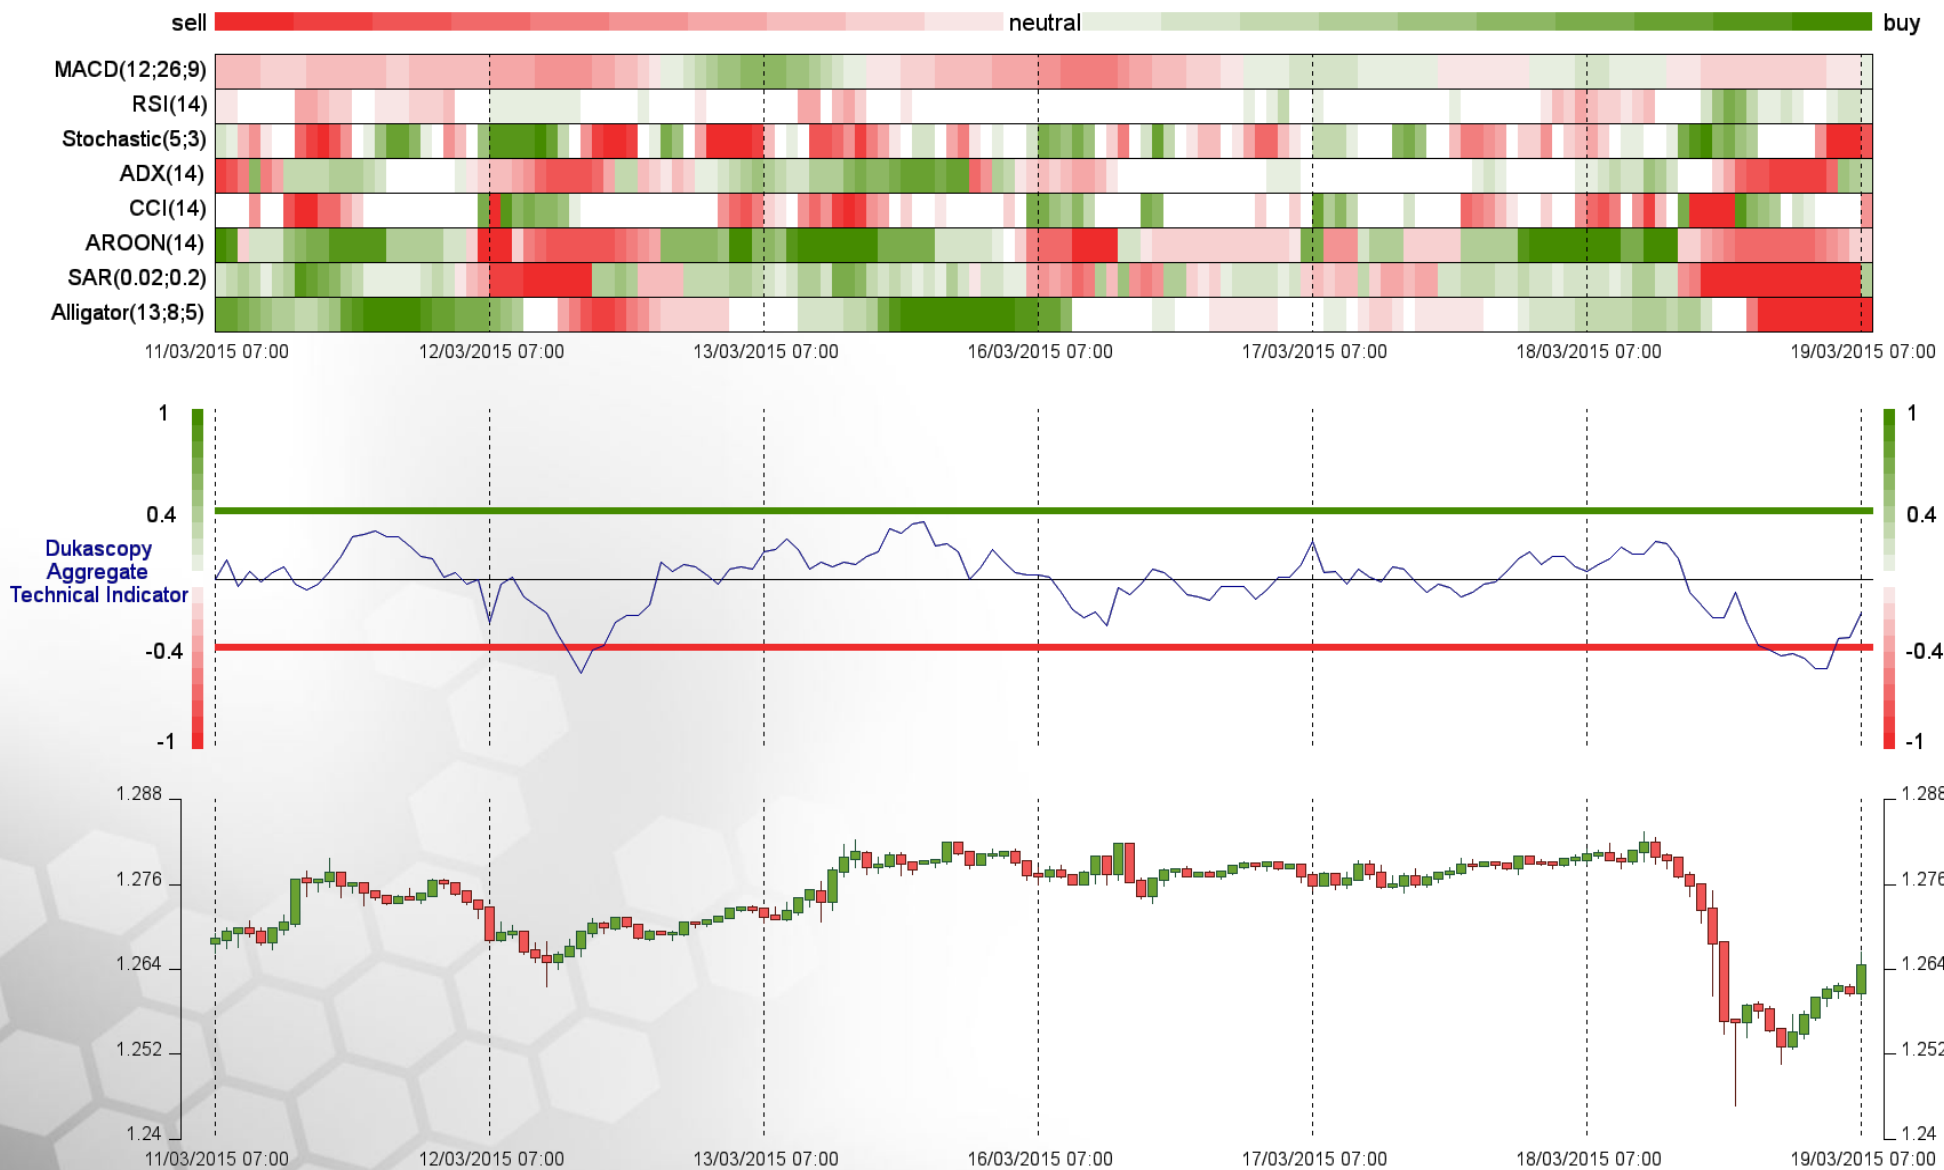 sell neutral buy
MACD(12;26;9)
RSI(14)
Stochastic(5;3)
ADX(14)
CCI(14)
AROON(14)
SAR(0.02;0.2)
Alligator(13;8;5)
11/03/2015 07:00 12/03/2015 07:00 13/03/2015 07:00 16/03/2015 07:00 17/03/2015 07:00 18/03/2015 07:00 19/03/2015 07:00
1 1
0.4 0.4
Dukascopy
Aggregate
Technical Indicator
-0.4 -0.4
-1 -1
1.288 1.288
1.276 1.276
1.264 1.264
1.252 1.252
1.24 1.24
11/03/2015 07:00 12/03/2015 07:00 13/03/2015 07:00 16/03/2015 07:00 17/03/2015 07:00 18/03/2015 07:00 19/03/2015 07:00